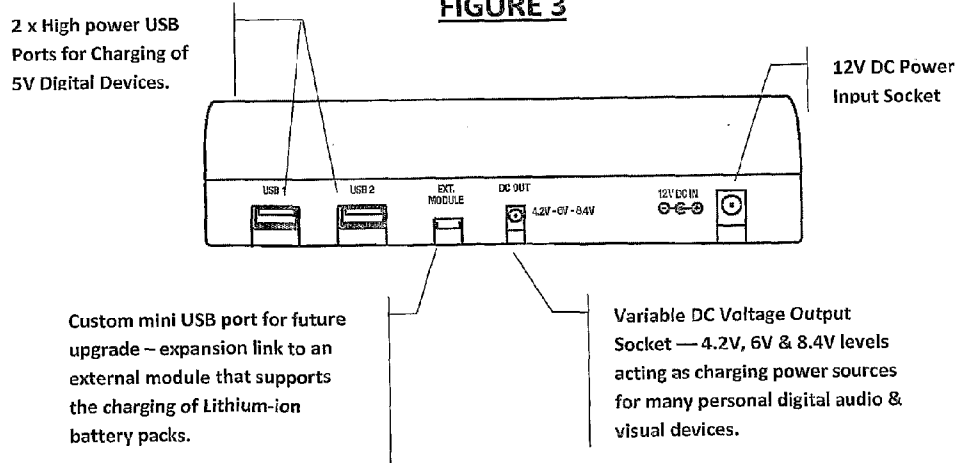 FIGURE 3
2 x High power USB
Ports for Charging of
5V Digital Devices.
12V DC Power
Input Socket
USB 1
USB 2
EXT.
MODULE
DC OUT
4.2V-6V-8.4V
12V DC IN
Custom mini USB port for future
upgrade – expansion link to an
external module that supports
the charging of Lithium-ion
battery packs.
Variable DC Voltage Output
Socket — 4.2V, 6V & 8.4V levels
acting as charging power sources
for many personal digital audio &
visual devices.